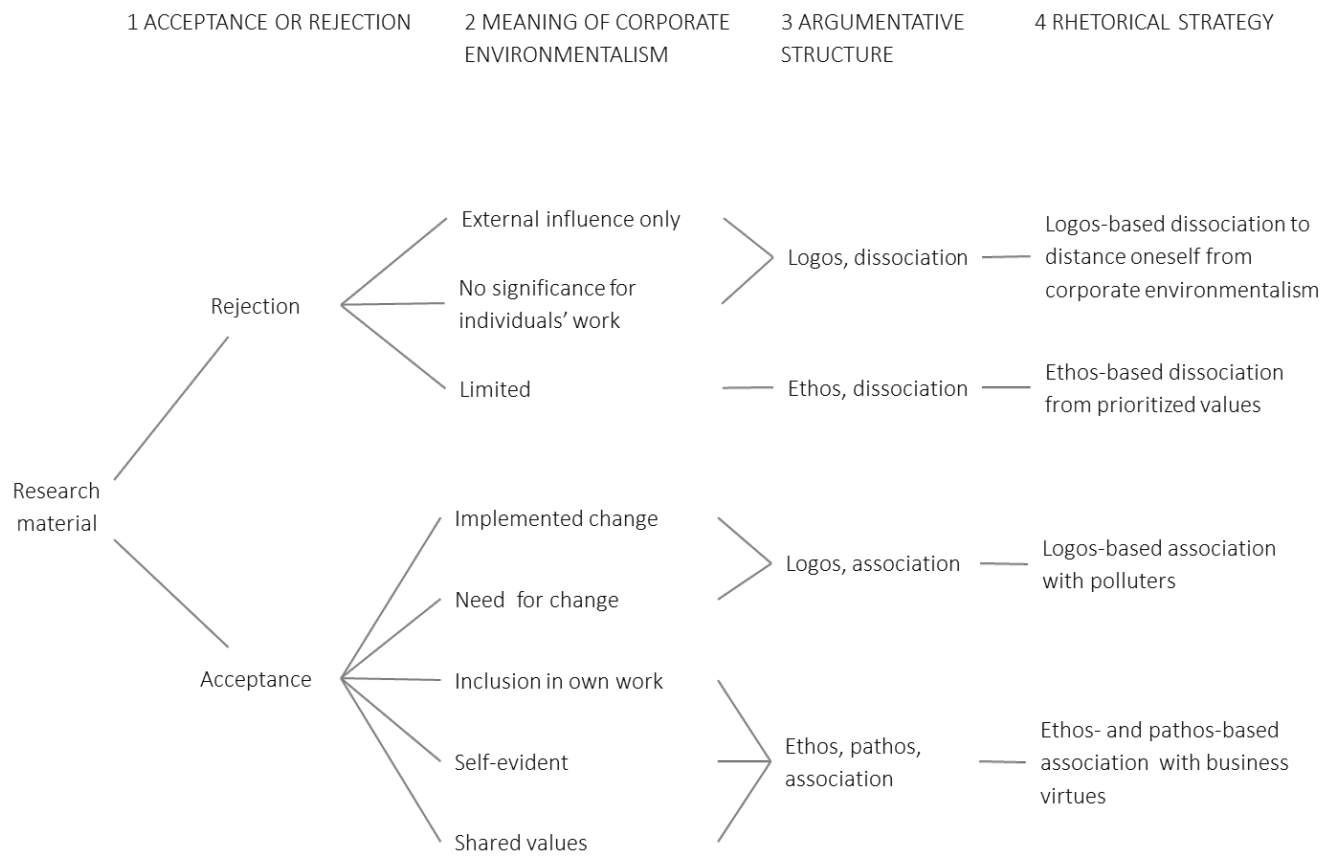 1 ACCEPTANCE OR REJECTION
2 MEANING OF CORPORATE
ENVIRONMENTALISM
3 ARGUMENTATIVE
STRUCTURE
4 RHETORICAL STRATEGY
Research
material
Rejection
Acceptance
External influence only
No significance for
individuals’ work
Limited
Implemented change
Need for change
Inclusion in own work
Self-evident
Shared values
Logos, dissociation
Ethos, dissociation
Logos, association
Ethos, pathos,
association
Logos-based dissociation to
distance oneself from
corporate environmentalism
Ethos-based dissociation
from prioritized values
Logos-based association
with polluters
Ethos- and pathos-based
association with business
virtues